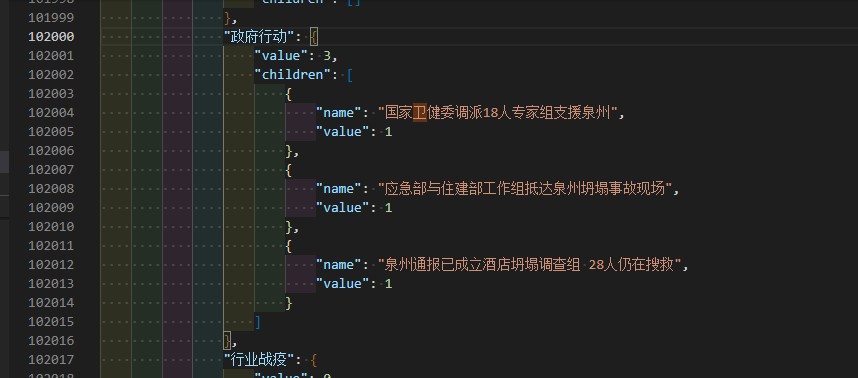 101999 },
102000 "政府行动": {
102001 "value": 3,
102002 "children": [
102003 {
102004 "name": "国家卫健委调派18人专家组支援泉州",
102005 "value": 1
102006 },
102007 {
102008 "name": "应急部与住建部工作组抵达泉州坍塌事故现场",
102009 "value": 1
102010 },
102011 {
102012 "name": "泉州通报已成立酒店坍塌调查组 28人仍在搜救",
102013 "value": 1
102014 }
102015 ]
102016 },
102017 "行业战疫": {